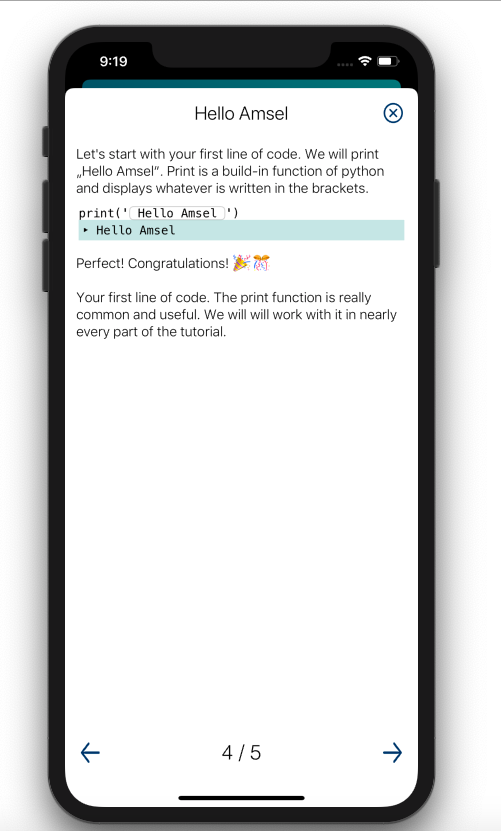 9:19
Hello Amsel
Let's start with your first line of code. We will print
„Hello Amsel”. Print is a build-in function of python
and displays whatever is written in the brackets.
print(' Hello Amsel ')
‣ Hello Amsel
Perfect! Congratulations! 🎉🎊
Your first line of code. The print function is really
common and useful. We will will work with it in nearly
every part of the tutorial.
4 / 5